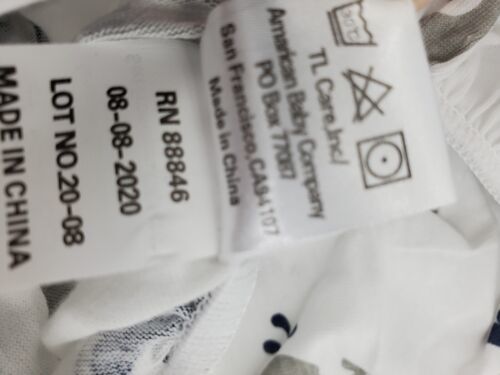 RN 88846
08-08-2020
LOT NO.20-08
MADE IN CHINA
30°C
TL Care,Inc/
American Baby Company
PO Box 77087
San Francisco,CA94107
Made in China